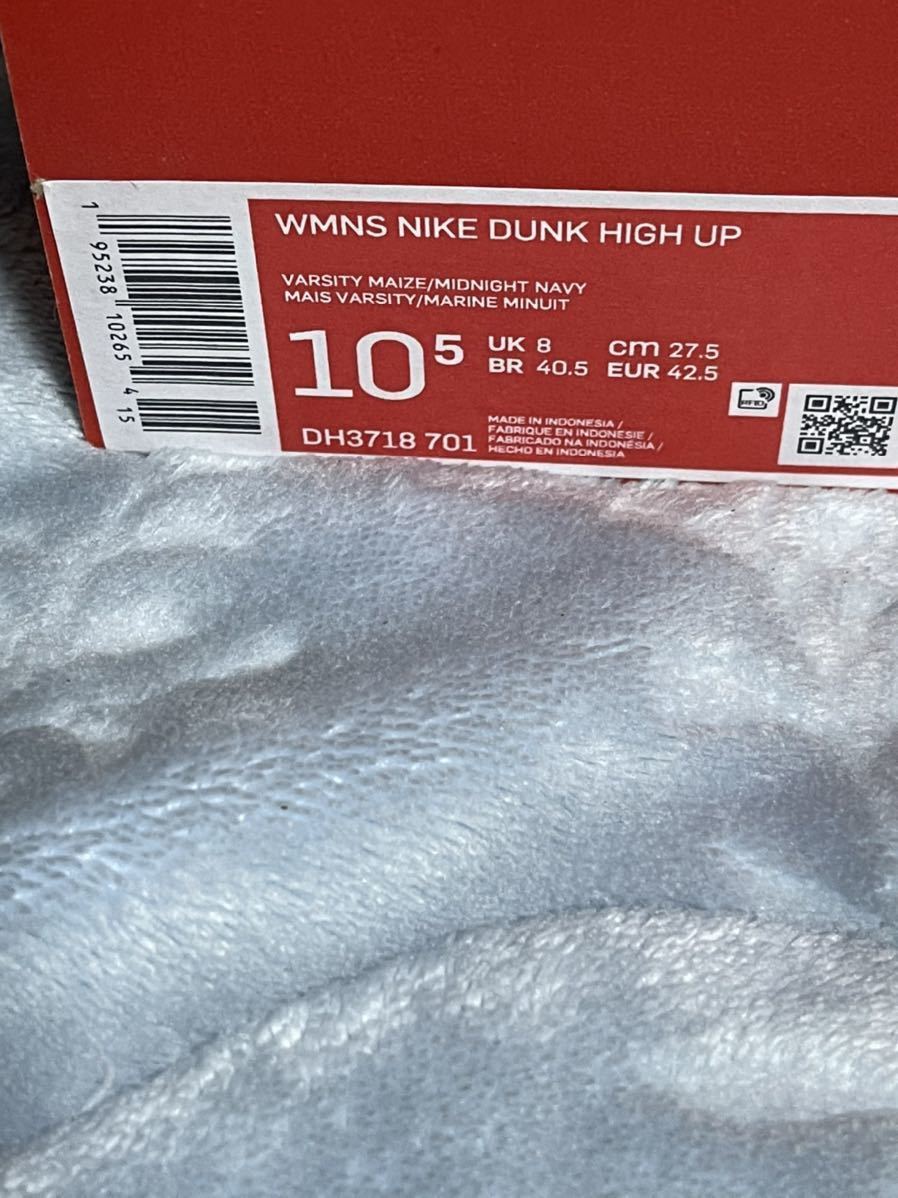 WMNS NIKE DUNK HIGH UP
VARSITY MAIZE/MIDNIGHT NAVY
MAIS VARSITY/MARINE MINUIT
10 5 UK 8 cm 27.5
BR 40.5 EUR 42.5
RFID
DH3718 701
MADE IN INDONESIA /
FABRIQUE EN INDONESIE /
FABRICADO NA INDONÉSIA /
HECHO EN INDONESIA
1 95238 10265 4 15